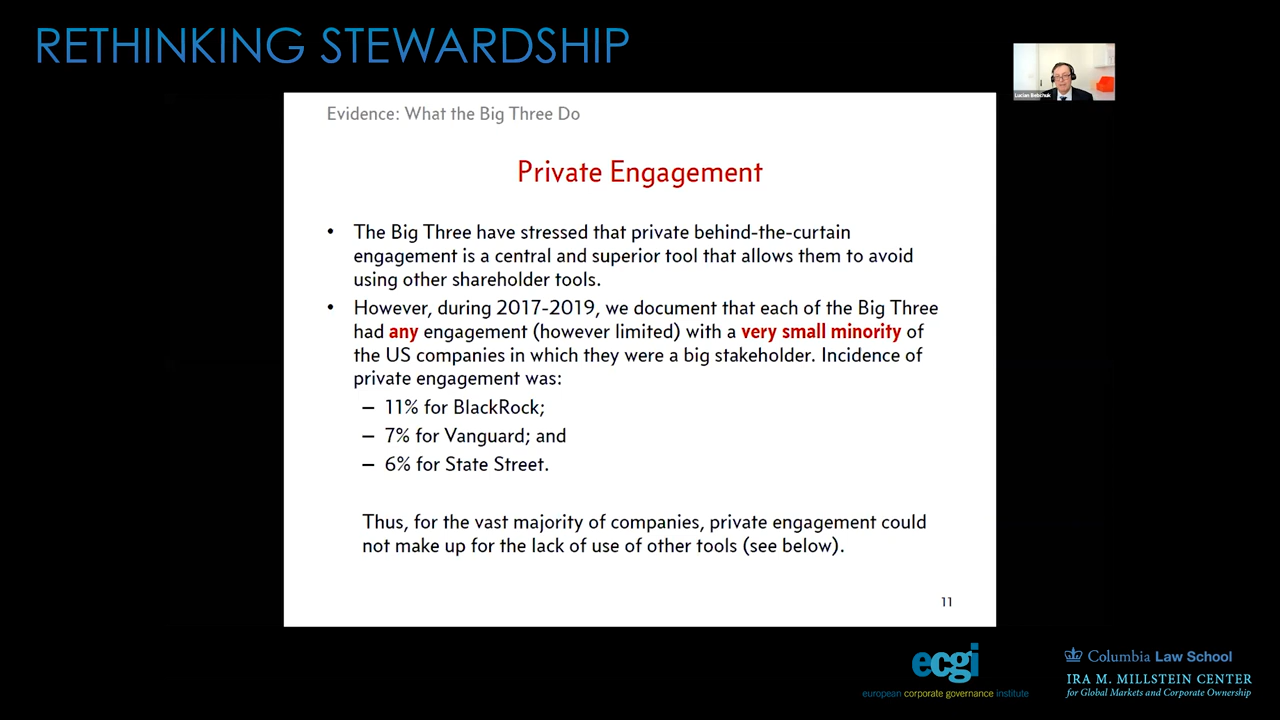 RETHINKING STEWARDSHIP
Lucian Bebchuk
Evidence: What the Big Three Do
Private Engagement
• The Big Three have stressed that private behind-the-curtain
engagement is a central and superior tool that allows them to avoid
using other shareholder tools.
• However, during 2017-2019, we document that each of the Big Three
had any engagement (however limited) with a very small minority of
the US companies in which they were a big stakeholder. Incidence of
private engagement was:
– 11% for BlackRock;
– 7% for Vanguard; and
– 6% for State Street.
Thus, for the vast majority of companies, private engagement could
not make up for the lack of use of other tools (see below).
11
ecgi
european corporate governance institute
Columbia Law School
IRA M. MILLSTEIN CENTER
for Global Markets and Corporate Ownership